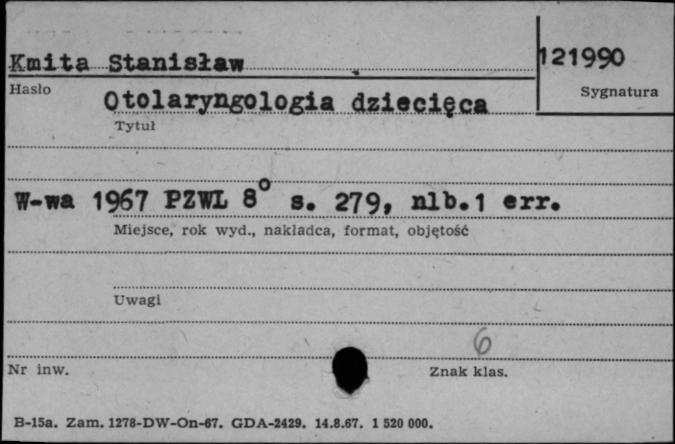 Kmita Stanisław
121990
Hasło
Sygnatura
Otolaryngologia dziecięca
Tytuł
W-wa 1967 PZWL 8° s. 279, nlb.1 err.
Miejsce, rok wyd., nakładca, format, objętość
Uwagi
6
Nr inw.
Znak klas.
B-15a. Zam. 1278-DW-On-67. GDA-2429. 14.8.67. 1 520 000.